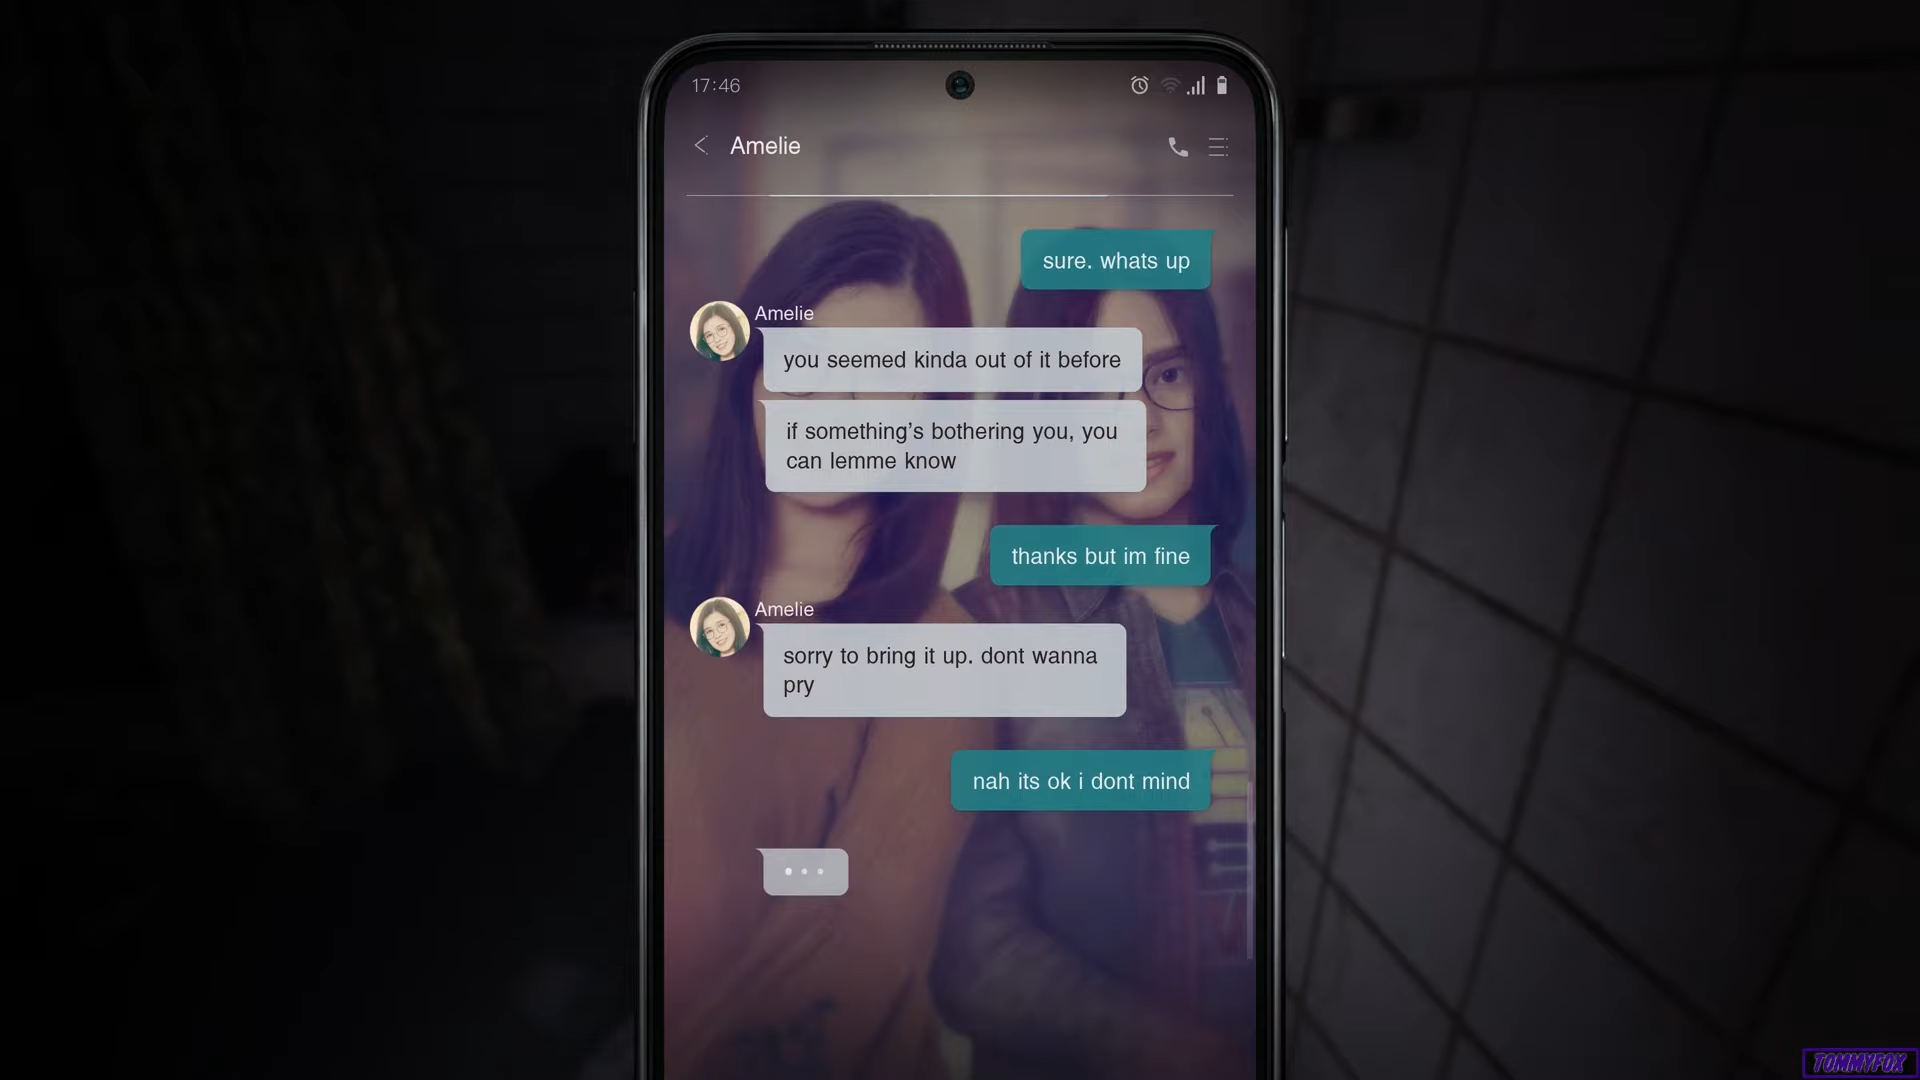 17:46
Amelie
sure. whats up
Amelie
you seemed kinda out of it before
if something's bothering you, you
can lemme know
thanks but im fine
Amelie
sorry to bring it up. dont wanna
pry
nah its ok i dont mind
TOMMYFOX